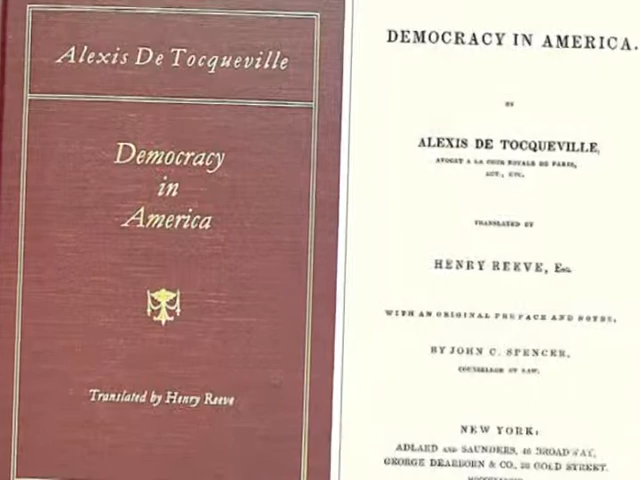 Alexis De Tocqueville
Democracy
in
America
Translated by Henry Reeve
DEMOCRACY IN AMERICA.
BY
ALEXIS DE TOCQUEVILLE,
AVOCAT A LA COUR ROYALE DE PARIS,
ETC., ETC.
TRANSLATED BY
HENRY REEVE, Esq.
WITH AN ORIGINAL PREFACE AND NOTES,
BY JOHN C. SPENCER,
COUNSELLOR AT LAW.
NEW YORK:
ADLARD AND SAUNDERS, 46 BROADWAY,
GEORGE DEARBORN & CO., 38 GOLD STREET.